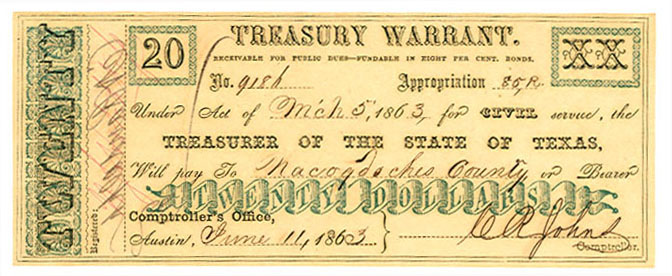 TREASURY WARRANT.
20
XX
RECEIVABLE FOR PUBLIC DUES—FUNDABLE IN EIGHT PER CENT. BONDS.
No. 9186 Appropriation
Under Act of Mch 5, 1863, for CIVIL service, the
TREASURER OF THE STATE OF TEXAS,
Will pay To Nacogdoches County or Bearer
TWENTY DOLLARS
Comptroller's Office,
Austin, June 11, 1863.
C R Johns
Comptroller.
TWENTY
Registered: